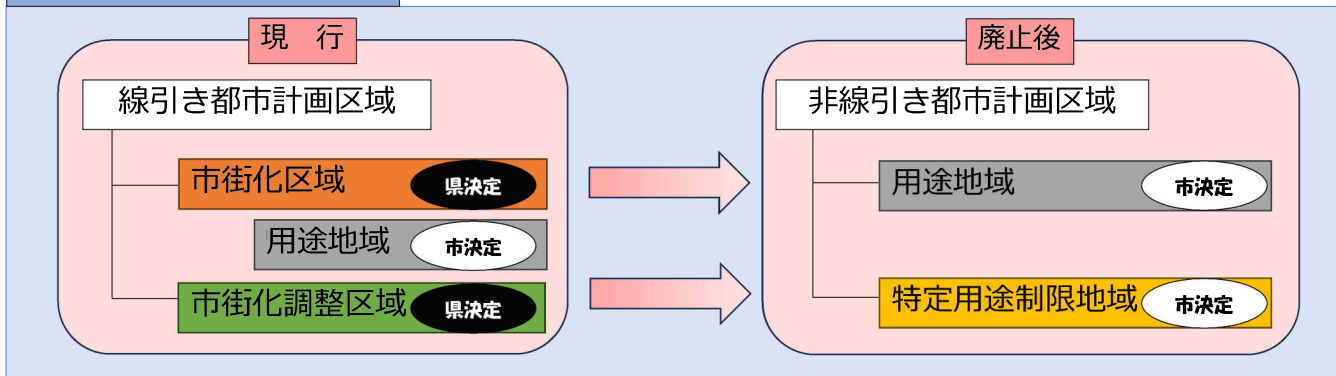 現　行
線引き都市計画区域
市街化区域
県決定
用途地域
市決定
市街化調整区域
県決定
廃止後
非線引き都市計画区域
用途地域
市決定
特定用途制限地域
市決定